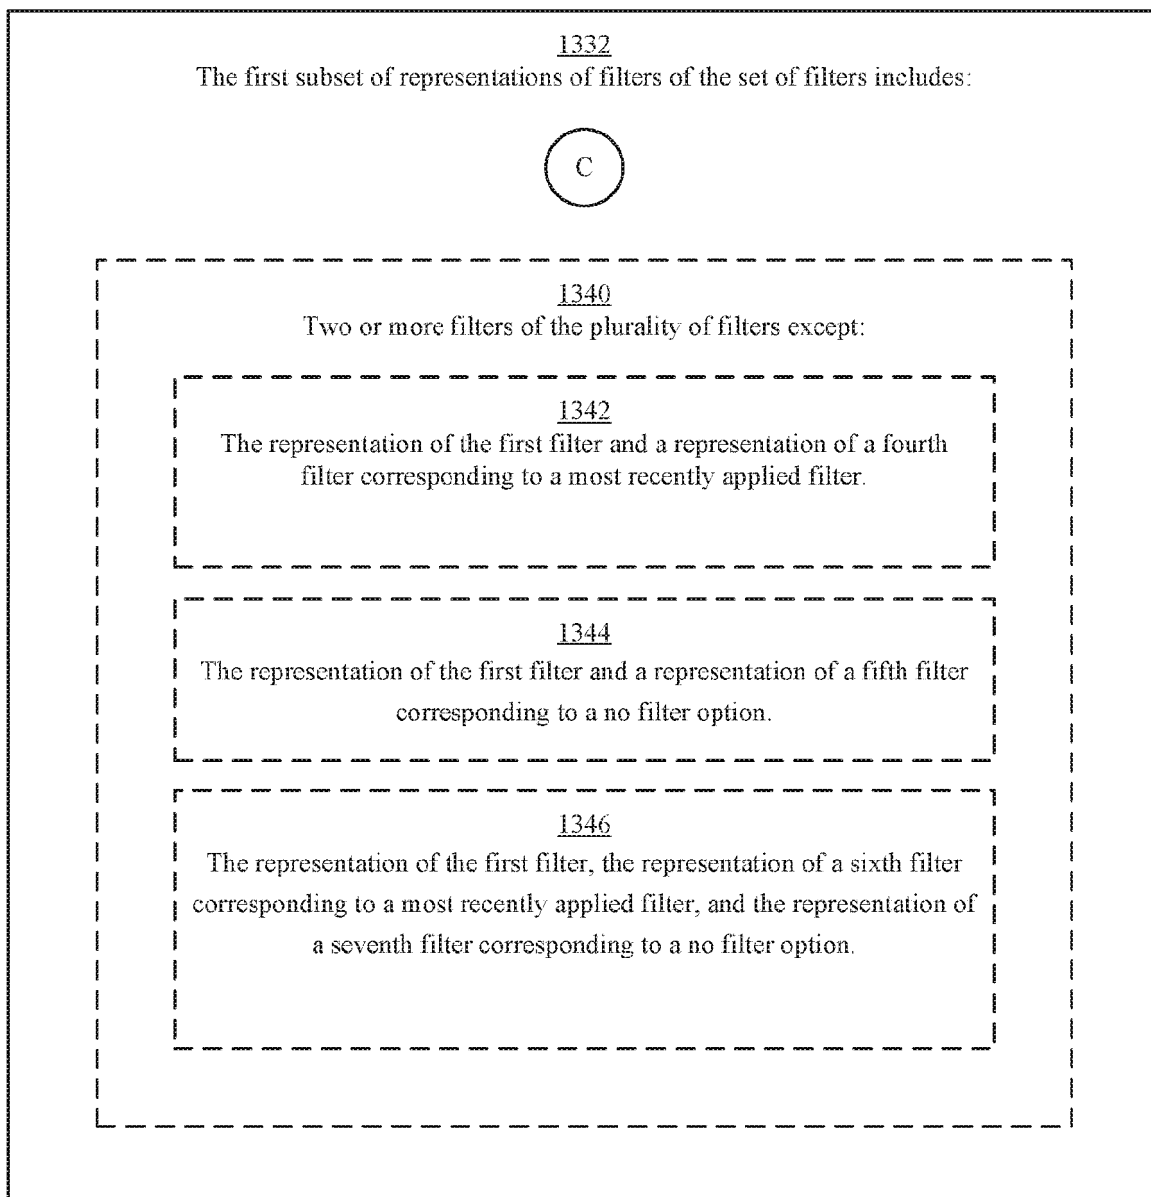 1332
The first subset of representations of filters of the set of filters includes:
C
1340
Two or more filters of the plurality of filters except:
1342
The representation of the first filter and a representation of a fourth
filter corresponding to a most recently applied filter.
1344
The representation of the first filter and a representation of a fifth filter
corresponding to a no filter option.
1346
The representation of the first filter, the representation of a sixth filter
corresponding to a most recently applied filter, and the representation of
a seventh filter corresponding to a no filter option.